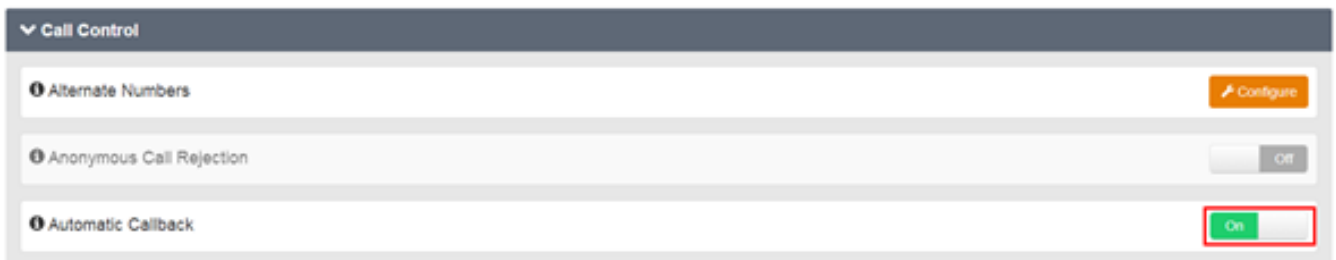 Call Control
Alternate Numbers
Configure
Anonymous Call Rejection
Off
Automatic Callback
On